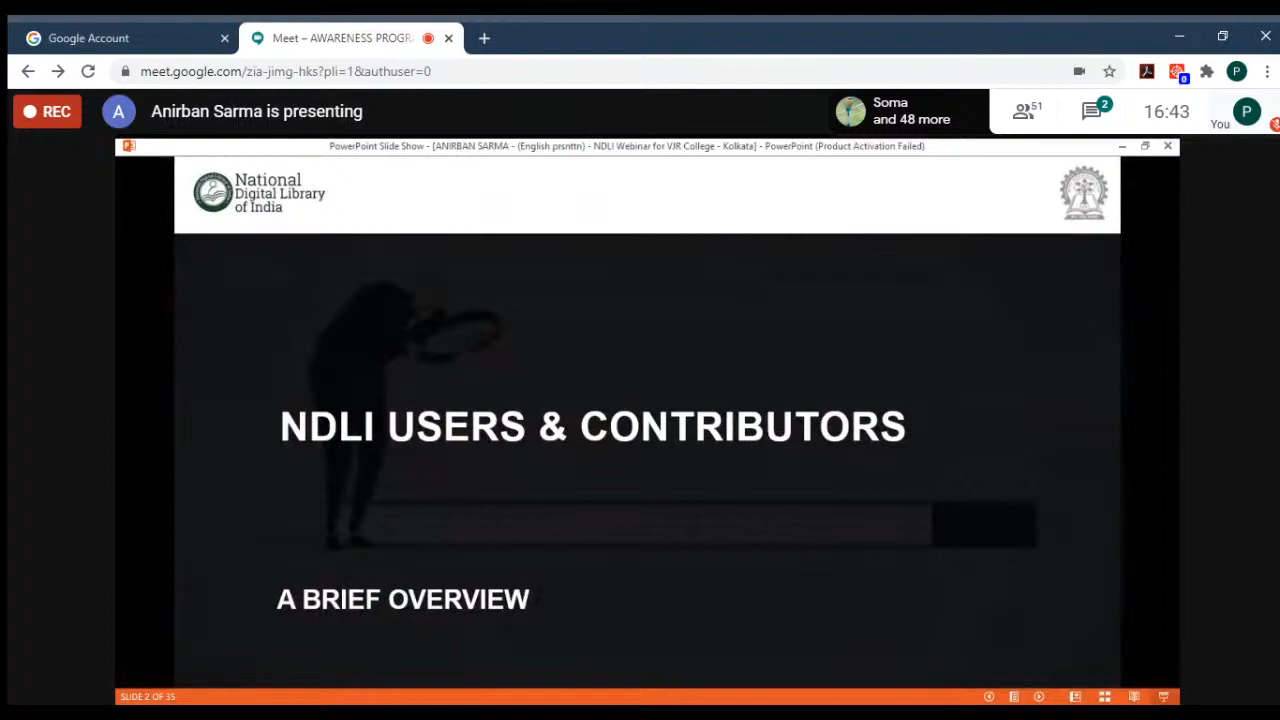 Google Account
Meet – AWARENESS PROGR
meet.google.com/zia-jimg-hks?pli=1&authuser=0
P
0
REC
A
Anirban Sarma is presenting
Soma
and 48 more
51
2
16:43
You
P
PowerPoint Slide Show - [ANIRBAN SARMA - (English prsnttn) - NDLI Webinar for VJR College - Kolkata] - PowerPoint (Product Activation Failed)
National
Digital Library
of India
NDLI USERS & CONTRIBUTORS
A BRIEF OVERVIEW
SLIDE 2 OF 35